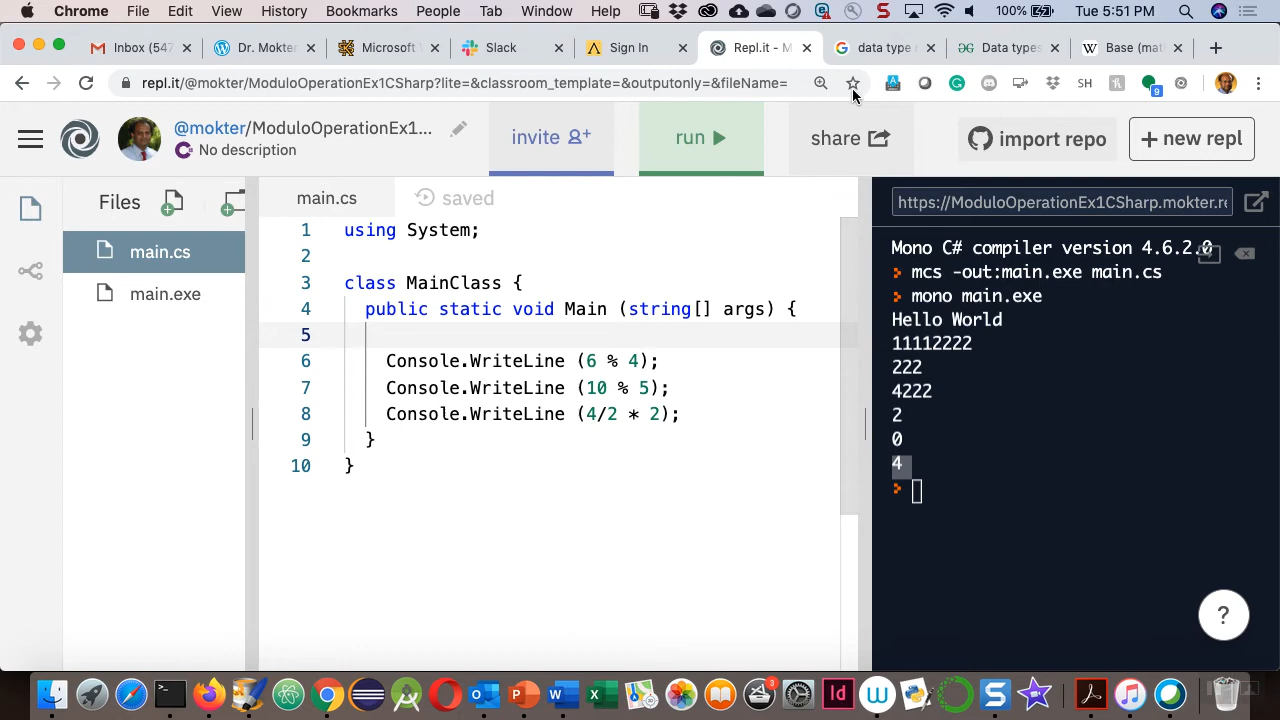 Chrome File Edit View History Bookmarks People Tab Window Help 100% Tue 5:51 PM
Inbox (547 Dr. Mokter Microsoft Slack Sign In Repl.it - M data type r Data types Base (mat
repl.it/@mokter/ModuloOperationEx1CSharp?lite=&classroom_template=&outputonly=&fileName= SH 9
@mokter/ModuloOperationEx1...
No description
invite
run
share
import repo
+ new repl
Files
main.cs
main.exe
main.cs saved
1 using System;
2
3 class MainClass {
4 public static void Main (string[] args) {
5
6 Console.WriteLine (6 % 4);
7 Console.WriteLine (10 % 5);
8 Console.WriteLine (4/2 * 2);
9 }
10 }
https://ModuloOperationEx1CSharp.mokter.re
Mono C# compiler version 4.6.2.0
mcs -out:main.exe main.cs
mono main.exe
Hello World
11112222
222
4222
2
0
4
?
3
Id